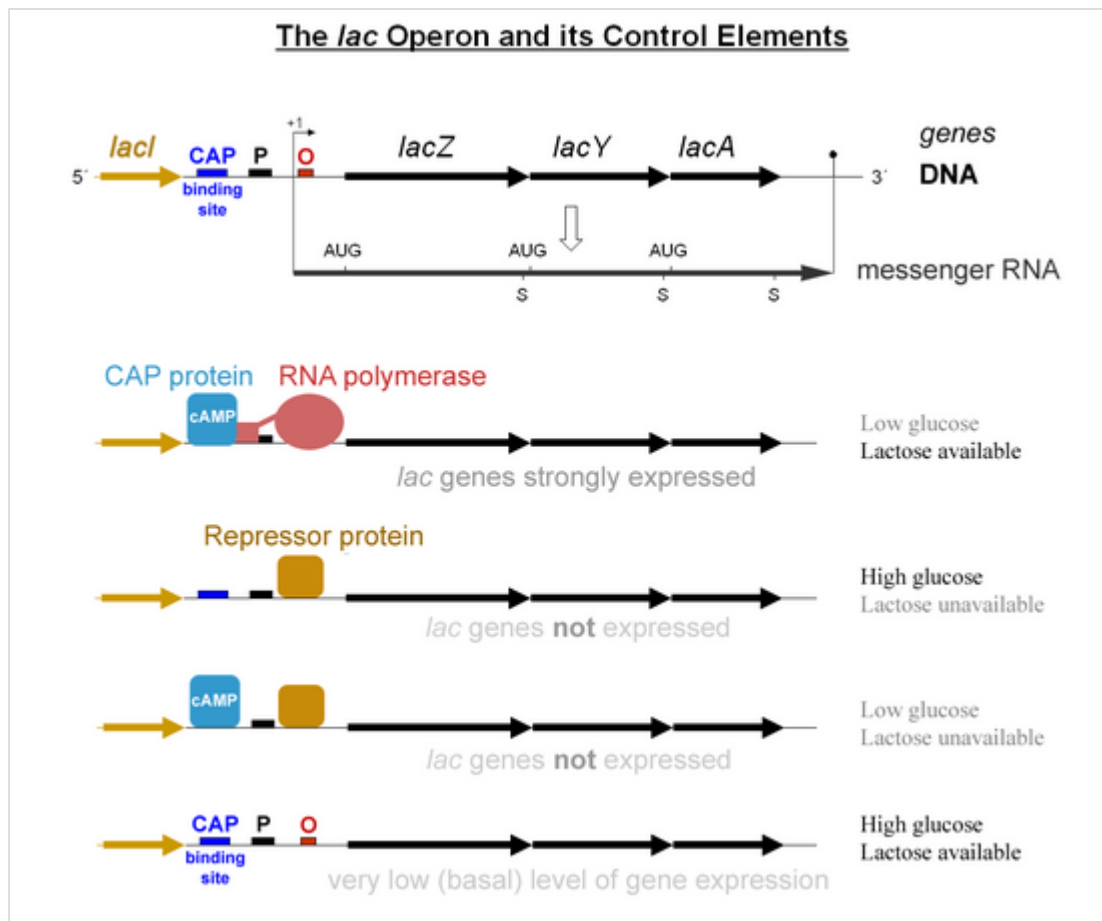 The lac Operon and its Control Elements
+1
lacI CAP P O lacZ lacY lacA genes
5´ 3´ DNA
binding
site
AUG AUG AUG
messenger RNA
S S S
CAP protein RNA polymerase
cAMP
Low glucose
Lactose available
lac genes strongly expressed
Repressor protein
High glucose
Lactose unavailable
lac genes not expressed
cAMP
Low glucose
Lactose unavailable
lac genes not expressed
CAP P O
High glucose
Lactose available
binding
site
very low (basal) level of gene expression